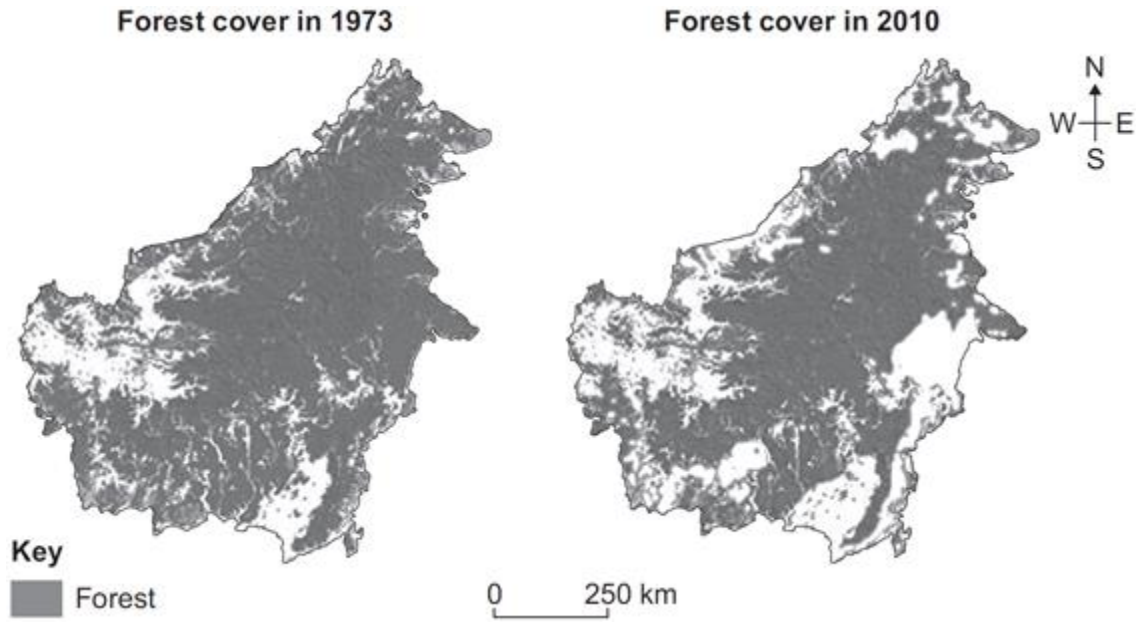 Forest cover in 1973
Forest cover in 2010
N
W E
S
Key
Forest
0 250 km